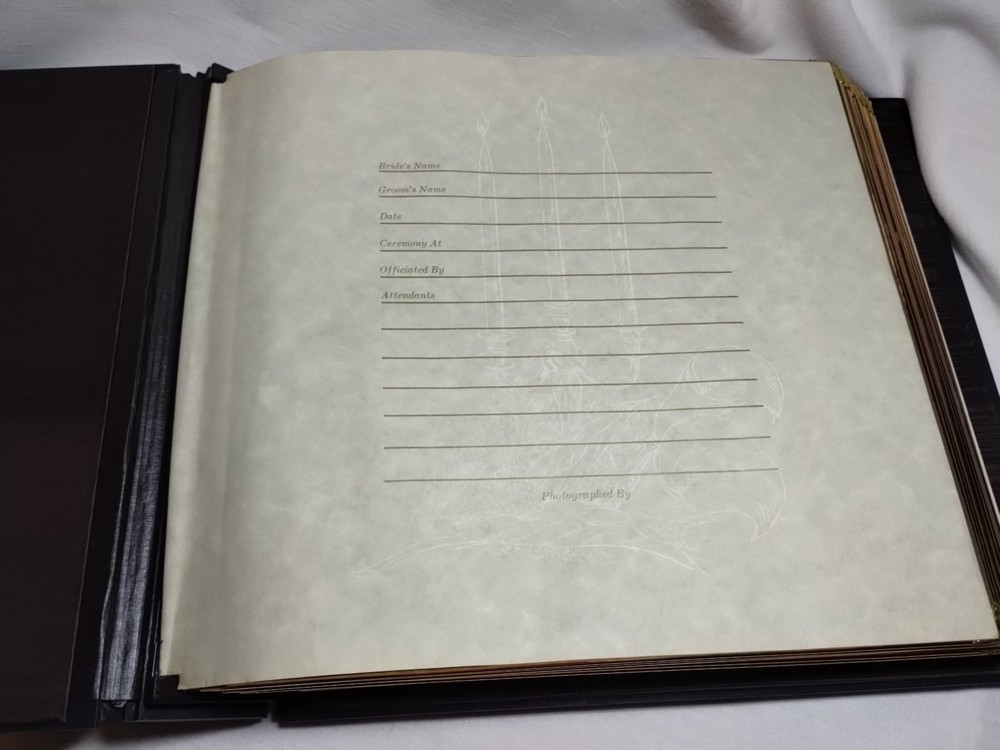 Bride's Name
Groom's Name
Date
Ceremony At
Officiated By
Attendants
Photographed By